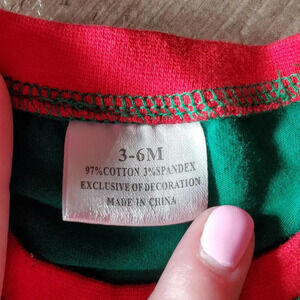 3-6M
97%COTTON 3%SPANDEX
EXCLUSIVE OF DECORATION
MADE IN CHINA